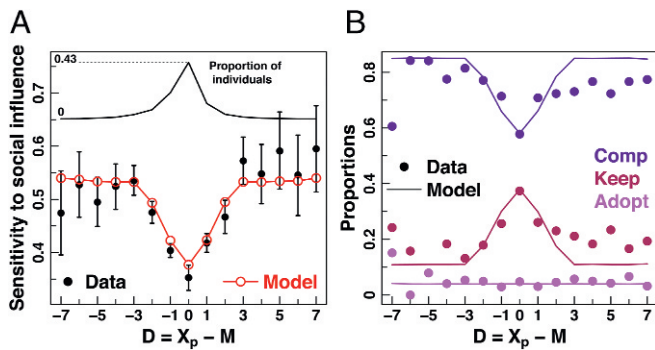 A
0.43
Proportion of
individuals
0
Sensitivity to social influence
0.7
0.6
0.5
0.4
Data
Model
−7 −5 −3 −1 0 1 3 5 7
D = Xp − M
B
Proportions
0.8
0.6
0.4
0.2
0
Comp
Data
Keep
Model
Adopt
−7 −5 −3 −1 0 1 3 5 7
D = Xp − M